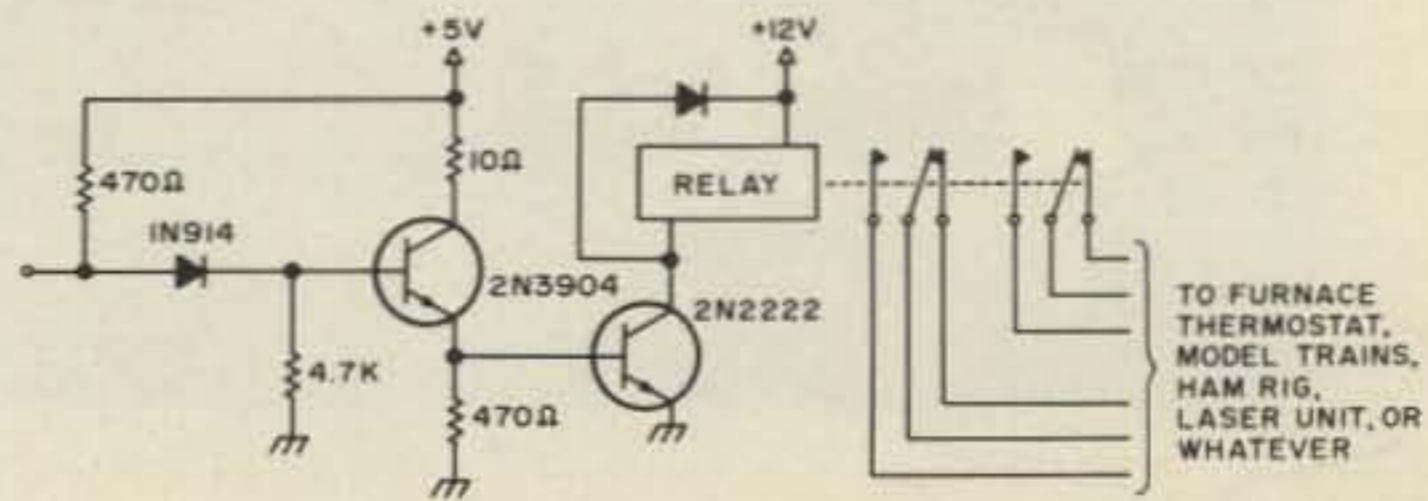 +5V
+12V
470Ω
10Ω
RELAY
1N914
2N3904
2N2222
4.7K
470Ω
TO FURNACE
THERMOSTAT,
MODEL TRAINS,
HAM RIG,
LASER UNIT, OR
WHATEVER